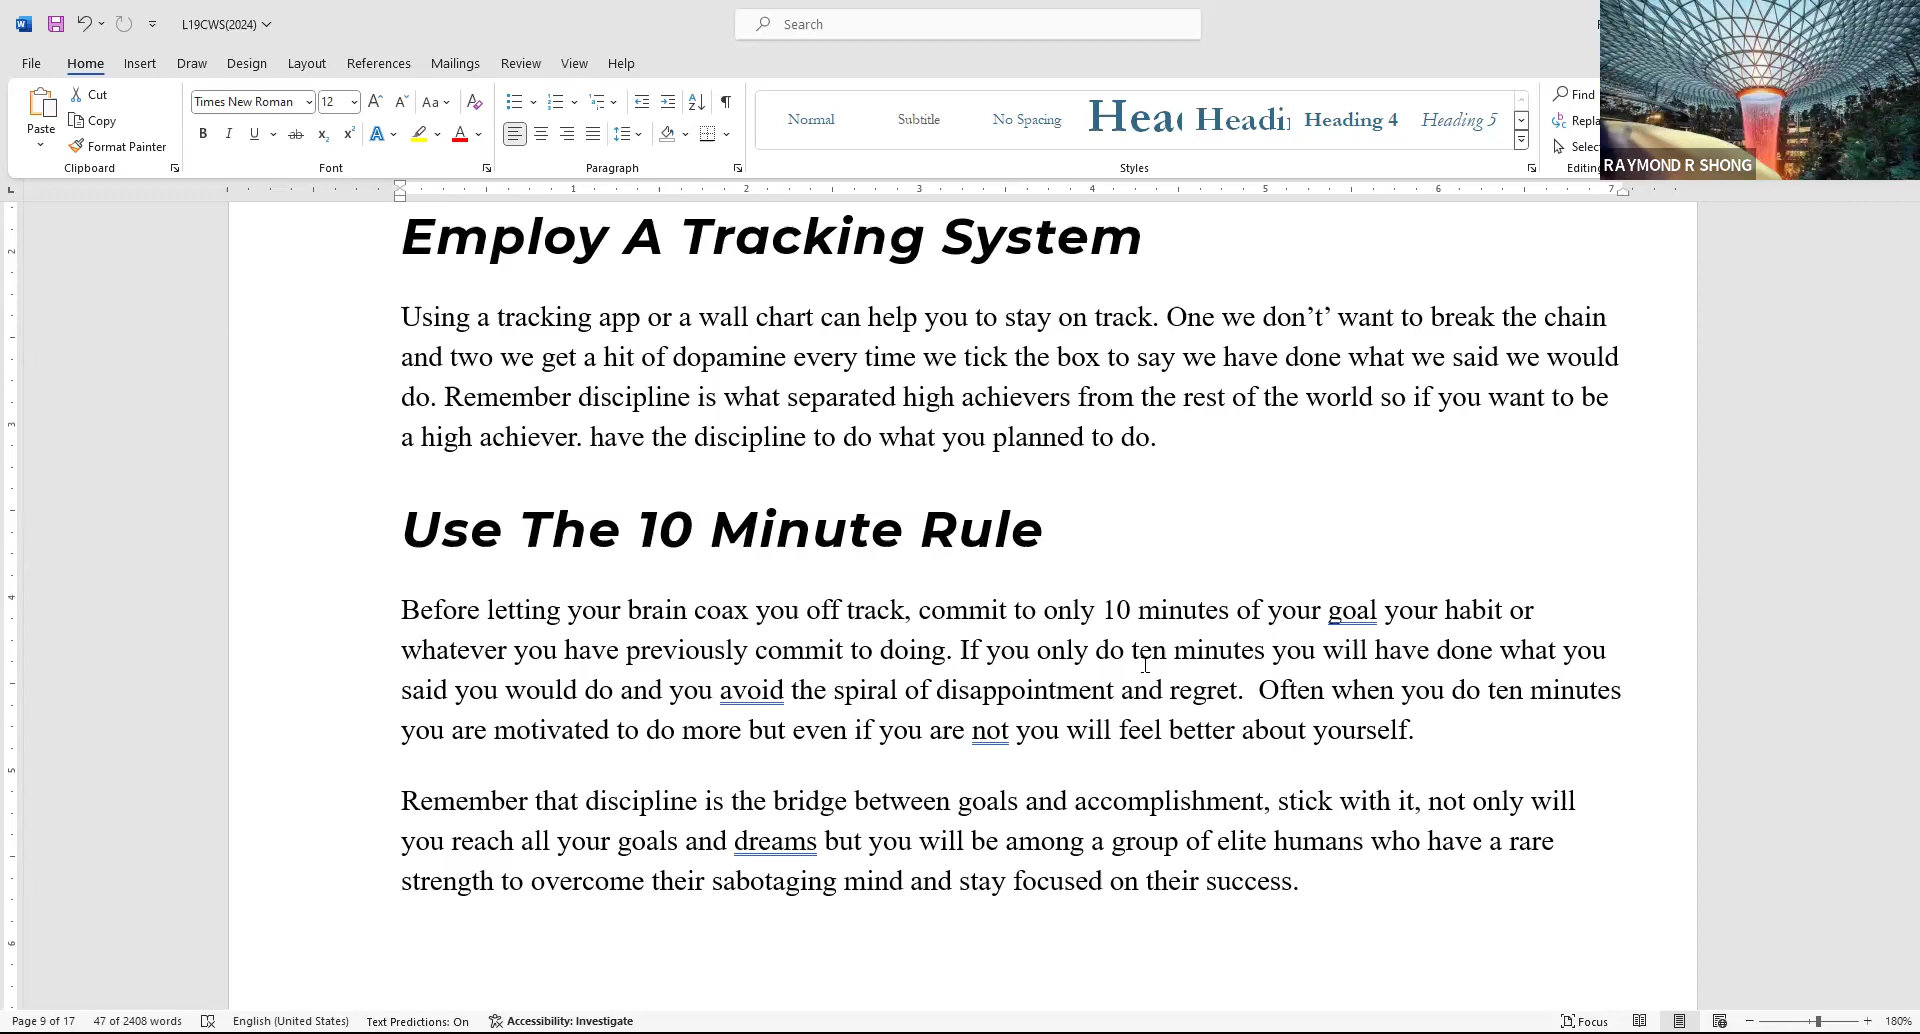 L19CWS(2024)
Search
File Home Insert Draw Design Layout References Mailings Review View Help
Paste
Cut
Copy
Format Painter
Clipboard
Times New Roman 12
Aa
B I U ab x₂ x² A A
Font
Paragraph
Normal Subtitle No Spacing Heading 4 Heading 5
Styles
Find
Editing
RAYMOND R SHONG
1 2 3 4 5 6 7
Employ A Tracking System
Using a tracking app or a wall chart can help you to stay on track. One we don’t’ want to break the chain
and two we get a hit of dopamine every time we tick the box to say we have done what we said we would
do. Remember discipline is what separated high achievers from the rest of the world so if you want to be
a high achiever. have the discipline to do what you planned to do.
Use The 10 Minute Rule
Before letting your brain coax you off track, commit to only 10 minutes of your goal your habit or
whatever you have previously commit to doing. If you only do ten minutes you will have done what you
said you would do and you avoid the spiral of disappointment and regret.  Often when you do ten minutes
you are motivated to do more but even if you are not you will feel better about yourself.
Remember that discipline is the bridge between goals and accomplishment, stick with it, not only will
you reach all your goals and dreams but you will be among a group of elite humans who have a rare
strength to overcome their sabotaging mind and stay focused on their success.
Page 9 of 17 47 of 2408 words English (United States) Text Predictions: On Accessibility: Investigate Focus 180%